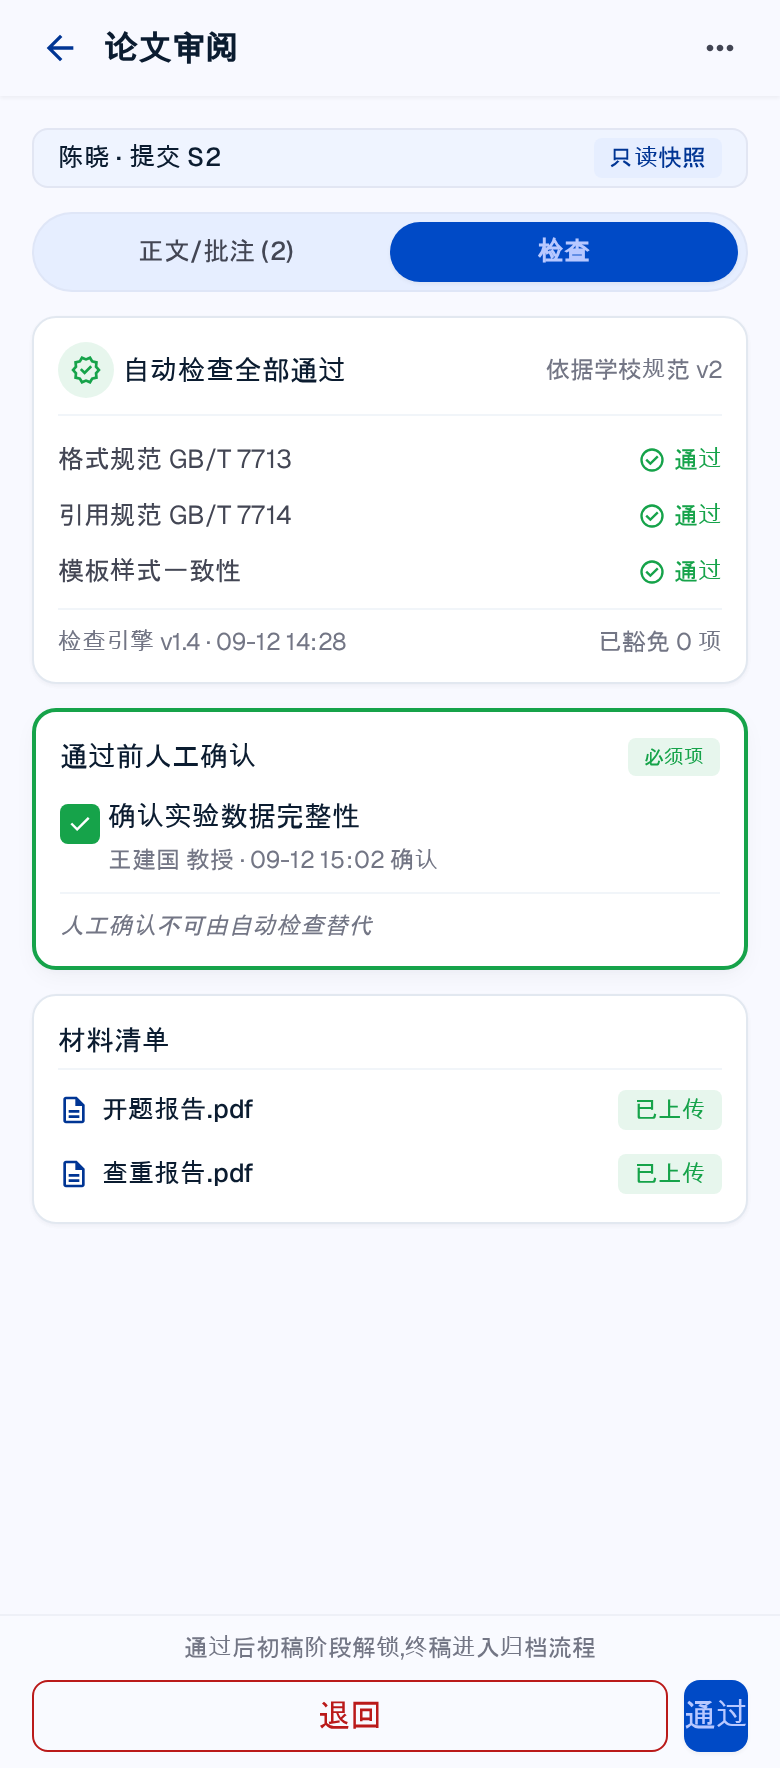 论文审阅
陈晓 · 提交 S2 只读快照
正文/批注 (2) 检查
自动检查全部通过 依据学校规范 v2
格式规范 GB/T 7713 通过
引用规范 GB/T 7714 通过
模板样式一致性 通过
检查引擎 v1.4 · 09-12 14:28 已豁免 0 项
通过前人工确认 必须项
确认实验数据完整性
王建国 教授 · 09-12 15:02 确认
人工确认不可由自动检查替代
材料清单
开题报告.pdf 已上传
查重报告.pdf 已上传
通过后初稿阶段解锁,终稿进入归档流程
退回 通过